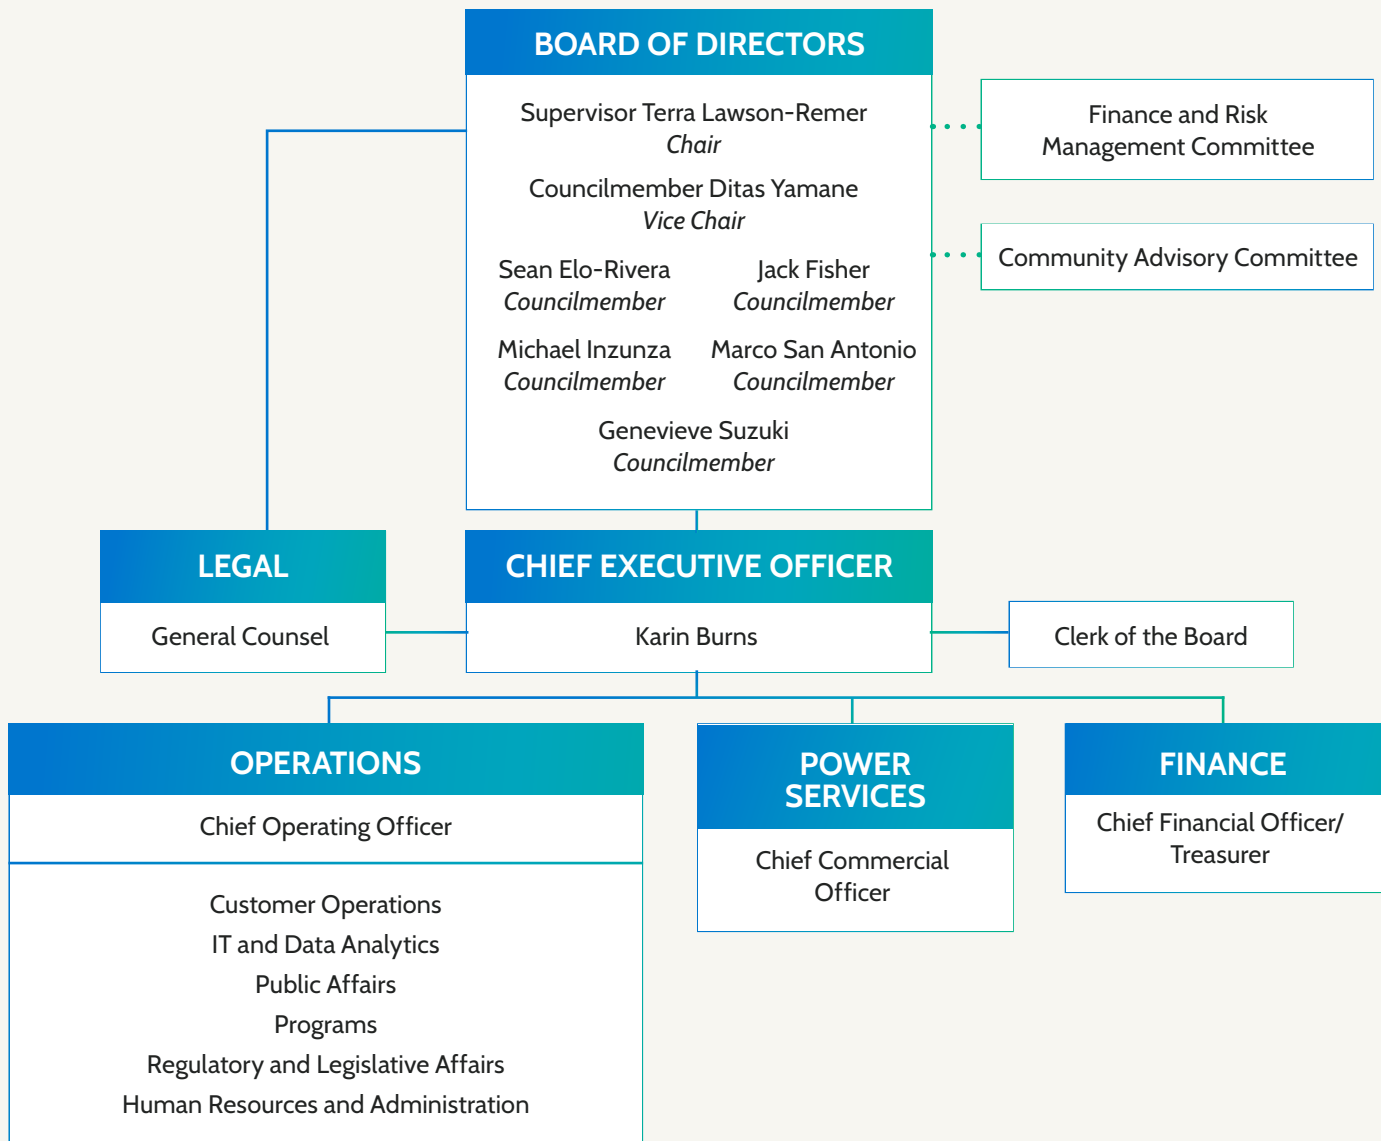 BOARD OF DIRECTORS
Supervisor Terra Lawson-Remer
Chair
Councilmember Ditas Yamane
Vice Chair
Sean Elo-Rivera
Councilmember
Jack Fisher
Councilmember
Michael Inzunza
Councilmember
Marco San Antonio
Councilmember
Genevieve Suzuki
Councilmember
Finance and Risk
Management Committee
Community Advisory Committee
LEGAL
General Counsel
CHIEF EXECUTIVE OFFICER
Karin Burns
Clerk of the Board
OPERATIONS
Chief Operating Officer
Customer Operations
IT and Data Analytics
Public Affairs
Programs
Regulatory and Legislative Affairs
Human Resources and Administration
POWER
SERVICES
Chief Commercial
Officer
FINANCE
Chief Financial Officer/
Treasurer